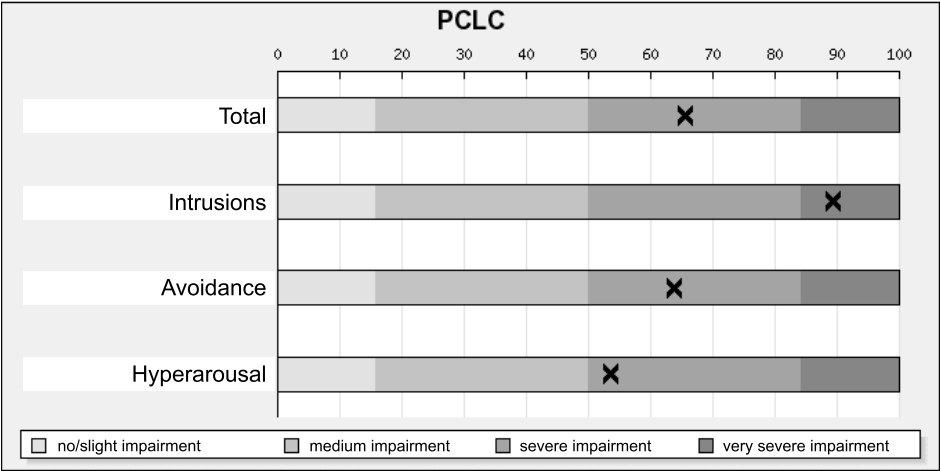 PCLC
0 10 20 30 40 50 60 70 80 90 100
Total
Intrusions
Avoidance
Hyperarousal
no/slight impairment medium impairment severe impairment very severe impairment